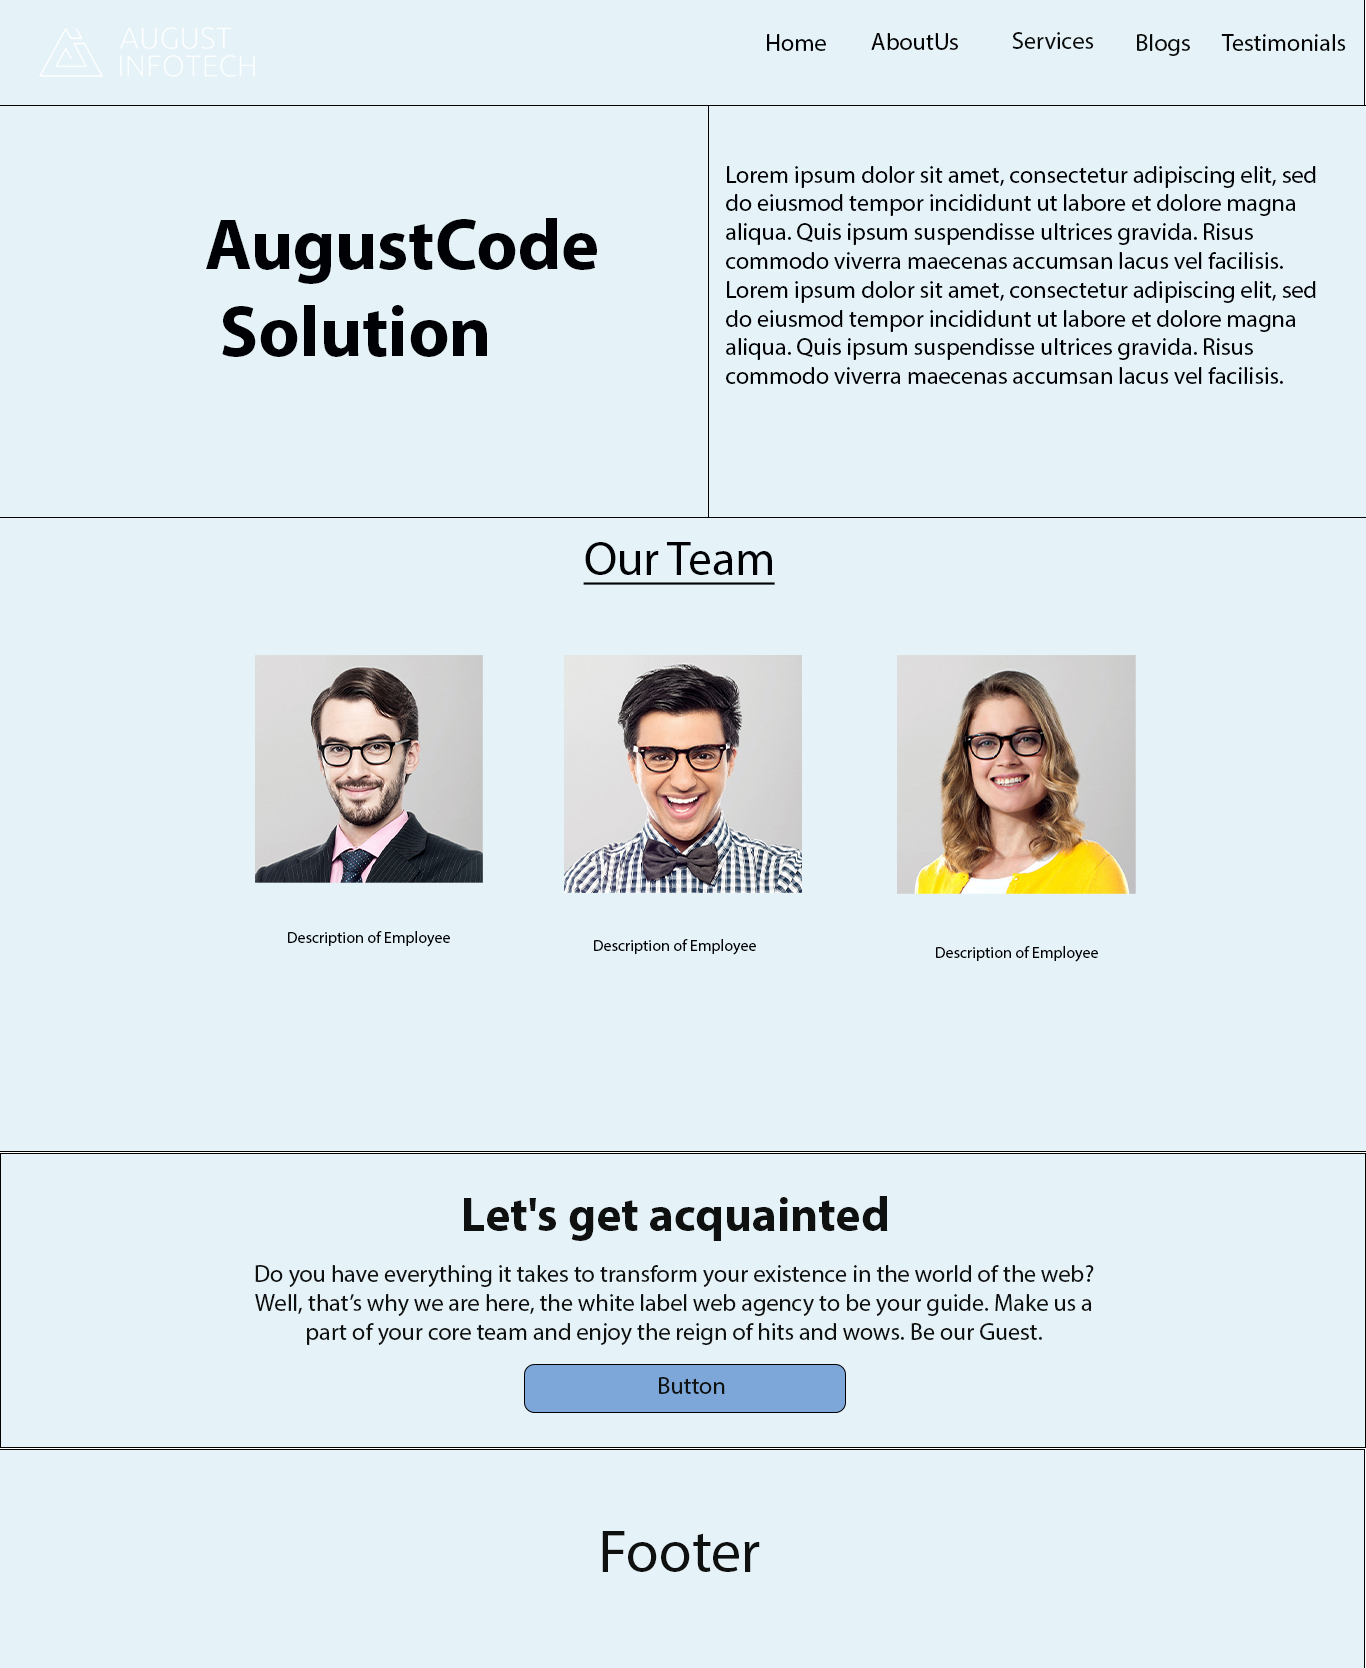 AUGUST
INFOTECH
Home AboutUs Services Blogs Testimonials
AugustCode
Solution
Lorem ipsum dolor sit amet, consectetur adipiscing elit, sed
do eiusmod tempor incididunt ut labore et dolore magna
aliqua. Quis ipsum suspendisse ultrices gravida. Risus
commodo viverra maecenas accumsan lacus vel facilisis.
Lorem ipsum dolor sit amet, consectetur adipiscing elit, sed
do eiusmod tempor incididunt ut labore et dolore magna
aliqua. Quis ipsum suspendisse ultrices gravida. Risus
commodo viverra maecenas accumsan lacus vel facilisis.
Our Team
Description of Employee
Description of Employee
Description of Employee
Let's get acquainted
Do you have everything it takes to transform your existence in the world of the web?
Well, that’s why we are here, the white label web agency to be your guide. Make us a
part of your core team and enjoy the reign of hits and wows. Be our Guest.
Button
Footer